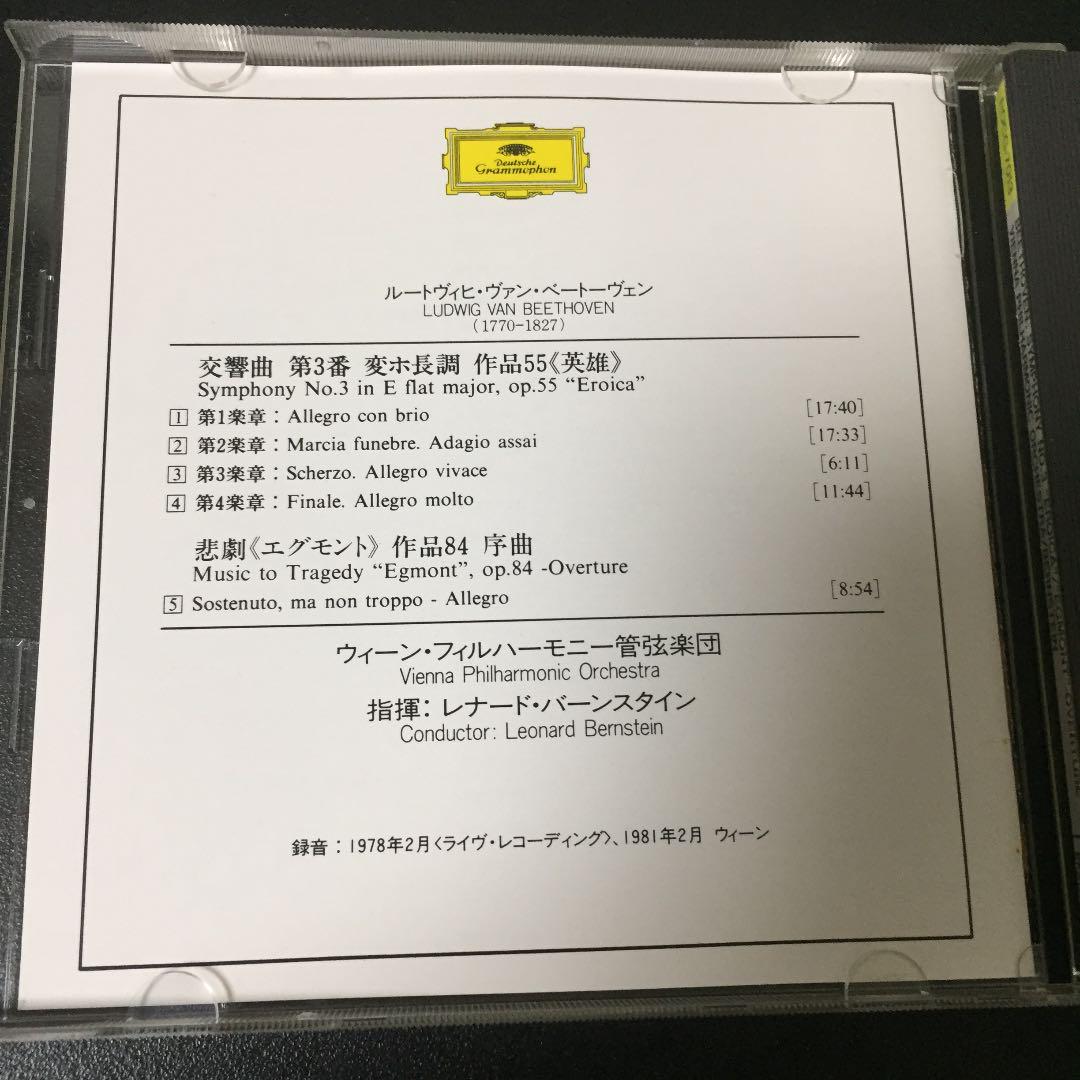 Deutsche
Grammophon
ルートヴィヒ・ヴァン・ベートーヴェン
LUDWIG VAN BEETHOVEN
(1770-1827)
交響曲 第3番 変ホ長調 作品55《英雄》
Symphony No.3 in E flat major, op.55 “Eroica”
1 第1楽章：Allegro con brio [17:40]
2 第2楽章：Marcia funebre. Adagio assai [17:33]
3 第3楽章：Scherzo. Allegro vivace [6:11]
4 第4楽章：Finale. Allegro molto [11:44]
悲劇《エグモント》 作品84 序曲
Music to Tragedy “Egmont”, op.84 -Overture
5 Sostenuto, ma non troppo - Allegro [8:54]
ウィーン・フィルハーモニー管弦楽団
Vienna Philharmonic Orchestra
指揮：レナード・バーンスタイン
Conductor: Leonard Bernstein
録音：1978年2月〈ライヴ・レコーディング〉、1981年2月 ウィーン